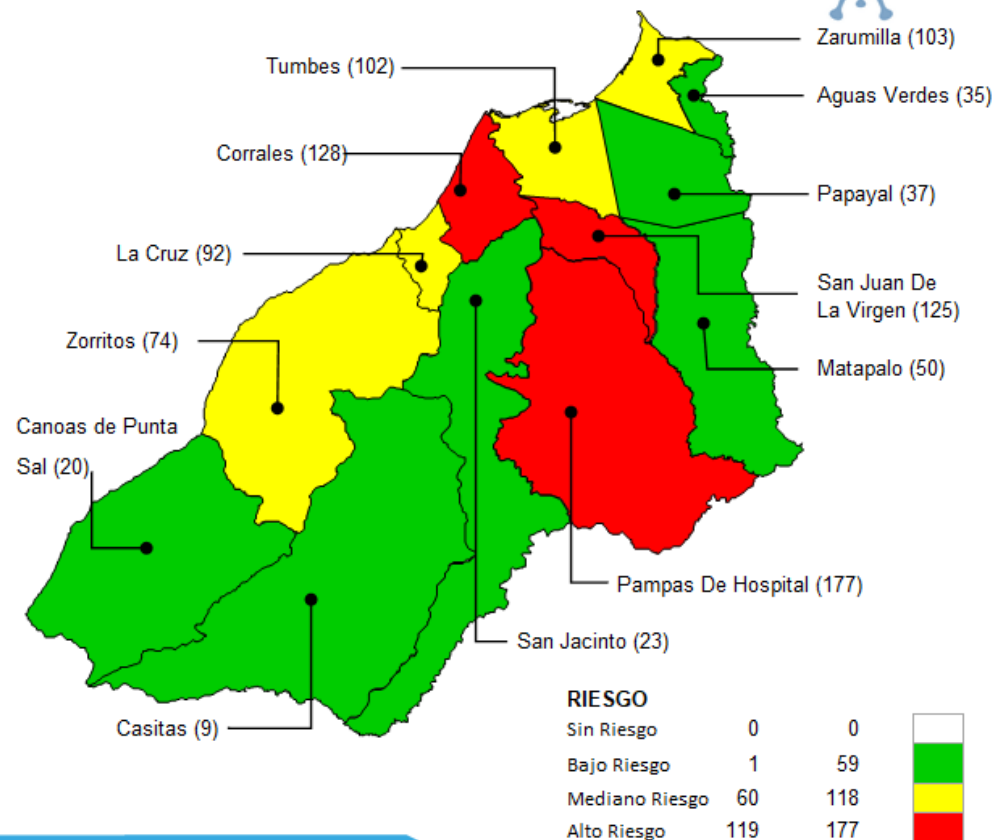 Zarumilla (103)
Tumbes (102)
Aguas Verdes (35)
Corrales (128)
Papayal (37)
La Cruz (92)
San Juan De
La Virgen (125)
Zorritos (74)
Matapalo (50)
Canoas de Punta
Sal (20)
Pampas De Hospital (177)
San Jacinto (23)
Casitas (9)
RIESGO
Sin Riesgo 0 0
Bajo Riesgo 1 59
Mediano Riesgo 60 118
Alto Riesgo 119 177